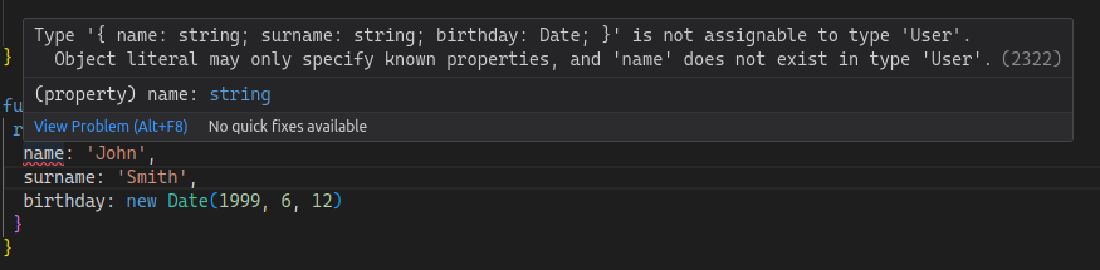 Type '{ name: string; surname: string; birthday: Date; }' is not assignable to type 'User'.
}
Object literal may only specify known properties, and 'name' does not exist in type 'User'. (2322)
(property) name: string
fu
View Problem (Alt+F8) No quick fixes available
r
name: 'John',
surname: 'Smith',
birthday: new Date(1999, 6, 12)
}
}